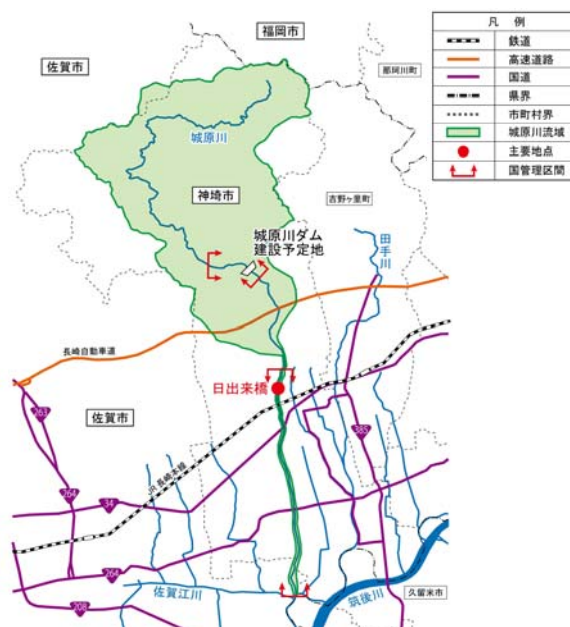 凡 例
鉄道
高速道路
国道
県界
市町村界
城原川流域
主要地点
国管理区間
福岡市
佐賀市
那珂川町
城原川
神埼市
吉野ヶ里町
田手川
城原川ダム
建設予定地
長崎自動車道
日出来橋
佐賀市
263
385
JR 長崎本線
264
34
264
208
佐賀江川
筑後川
久留米市